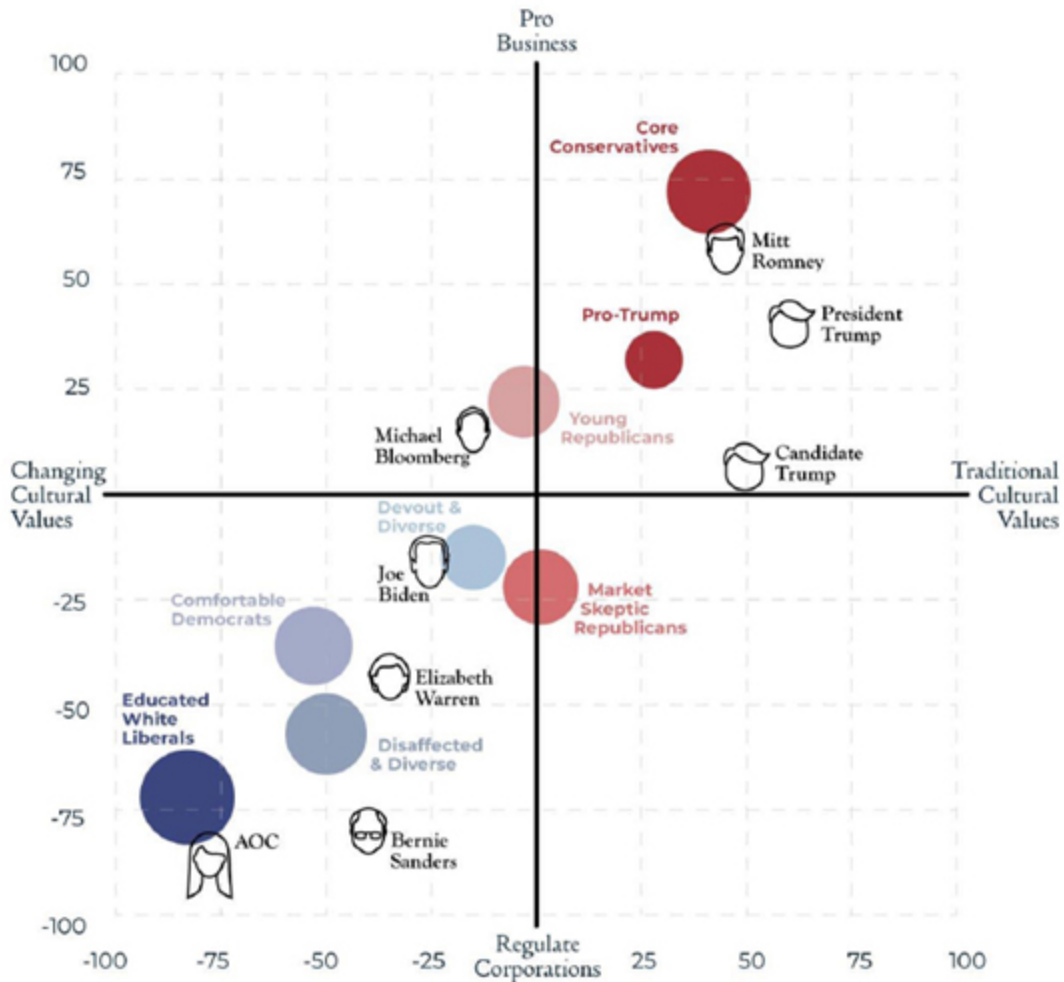 Pro
Business
100
Core
Conservatives
75
Mitt
Romney
50
Pro-Trump
President
Trump
25
Young
Republicans
Michael
Bloomberg
Candidate
Trump
Changing
Cultural
Values
Traditional
Cultural
Values
Devout &
Diverse
Joe
Biden
-25
Comfortable
Democrats
Market
Skeptic
Republicans
Elizabeth
Warren
-50
Educated
White
Liberals
Disaffected
& Diverse
-75
AOC
Bernie
Sanders
-100
Regulate
Corporations
-100 -75 -50 -25 25 50 75 100